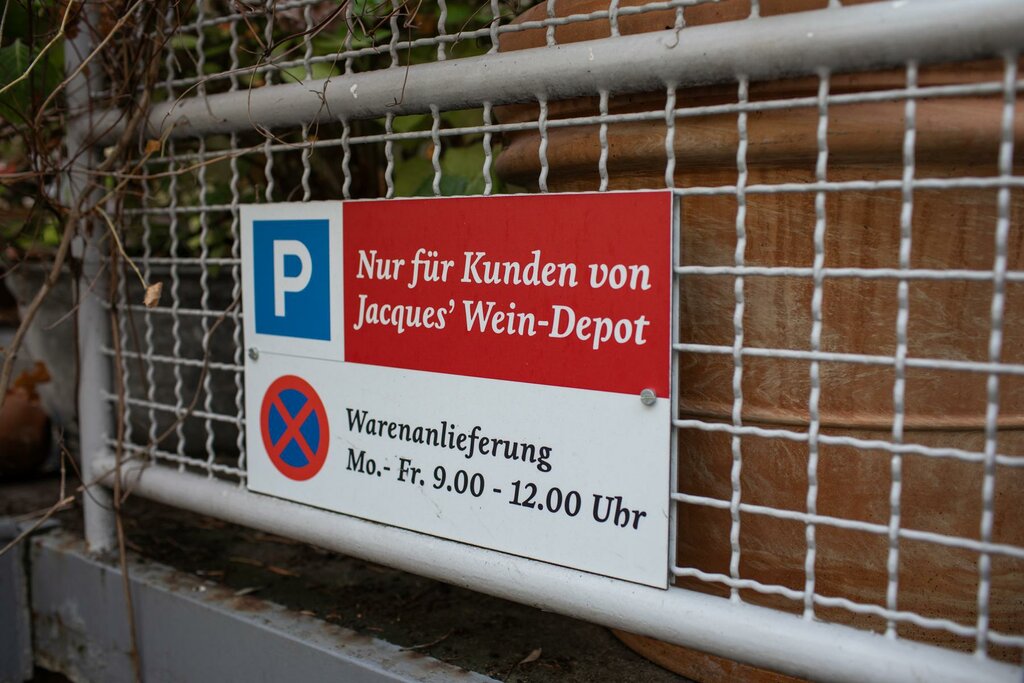 P
Nur für Kunden von
Jacques’ Wein-Depot
Warenanlieferung
Mo.- Fr. 9.00 - 12.00 Uhr